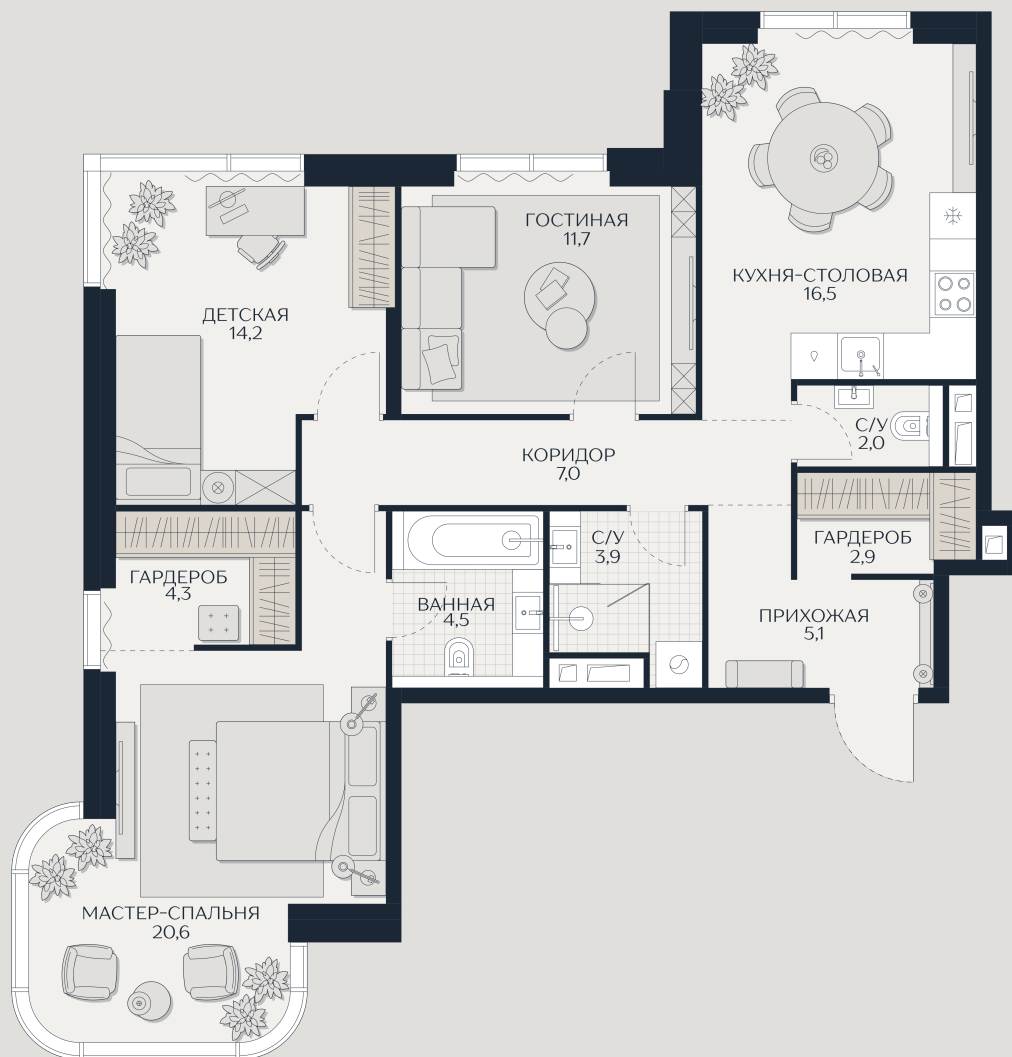 ГОСТИНАЯ
11,7
КУХНЯ-СТОЛОВАЯ
16,5
ДЕТСКАЯ
14,2
С/У
2,0
КОРИДОР
7,0
С/У
3,9
ГАРДЕРОБ
2,9
ГАРДЕРОБ
4,3
ВАННАЯ
4,5
ПРИХОЖАЯ
5,1
МАСТЕР-СПАЛЬНЯ
20,6